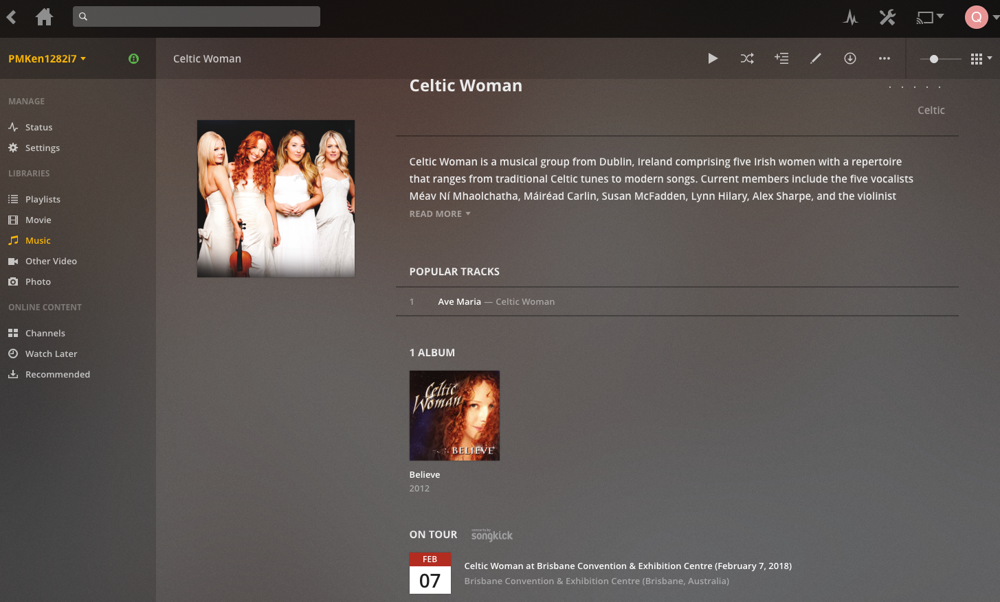 Q
PMKen1282i7
Celtic Woman
MANAGE
Status
Settings
LIBRARIES
Playlists
Movie
Music
Other Video
Photo
ONLINE CONTENT
Channels
Watch Later
Recommended
Celtic Woman
Celtic
Celtic Woman is a musical group from Dublin, Ireland comprising five Irish women with a repertoire
that ranges from traditional Celtic tunes to modern songs. Current members include the five vocalists
Méav Ní Mhaolchatha, Máiréad Carlin, Susan McFadden, Lynn Hilary, Alex Sharpe, and the violinist
READ MORE
POPULAR TRACKS
1 Ave Maria — Celtic Woman
1 ALBUM
Celtic
Woman
BELIEVE
Believe
2012
ON TOUR concerts by songkick
FEB
07
Celtic Woman at Brisbane Convention & Exhibition Centre (February 7, 2018)
Brisbane Convention & Exhibition Centre (Brisbane, Australia)